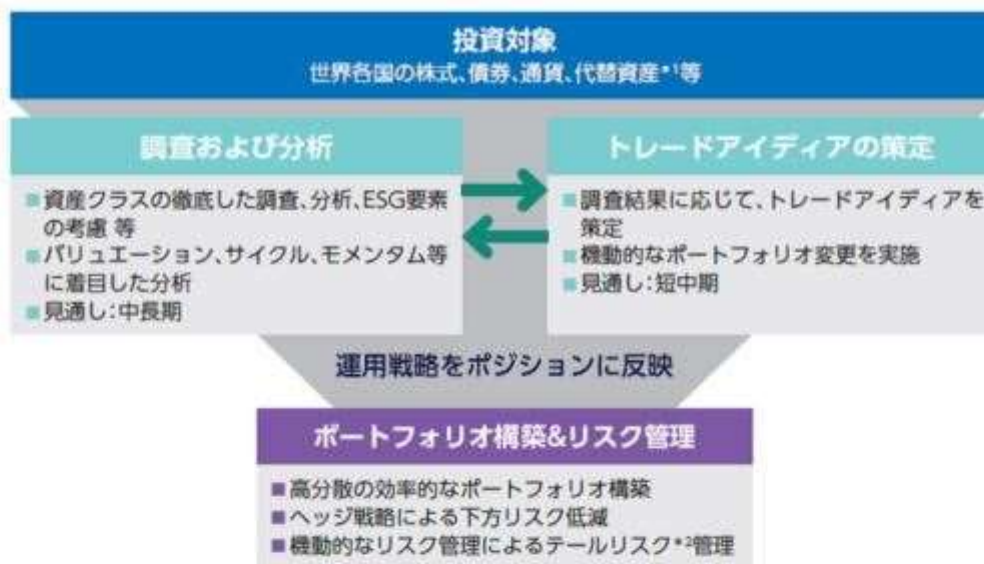 投資対象
世界各国の株式、債券、通貨、代替資産*1等
調査および分析
■資産クラスの徹底した調査、分析、ESG要素
の考慮 等
■バリュエーション、サイクル、モメンタム等
に着目した分析
■見通し:中長期
トレードアイディアの策定
■調査結果に応じて、トレードアイディアを
策定
■機動的なポートフォリオ変更を実施
■見通し:短中期
運用戦略をポジションに反映
ポートフォリオ構築&リスク管理
■高分散の効率的なポートフォリオ構築
■ヘッジ戦略による下方リスク低減
■機動的なリスク管理によるテールリスク*2管理